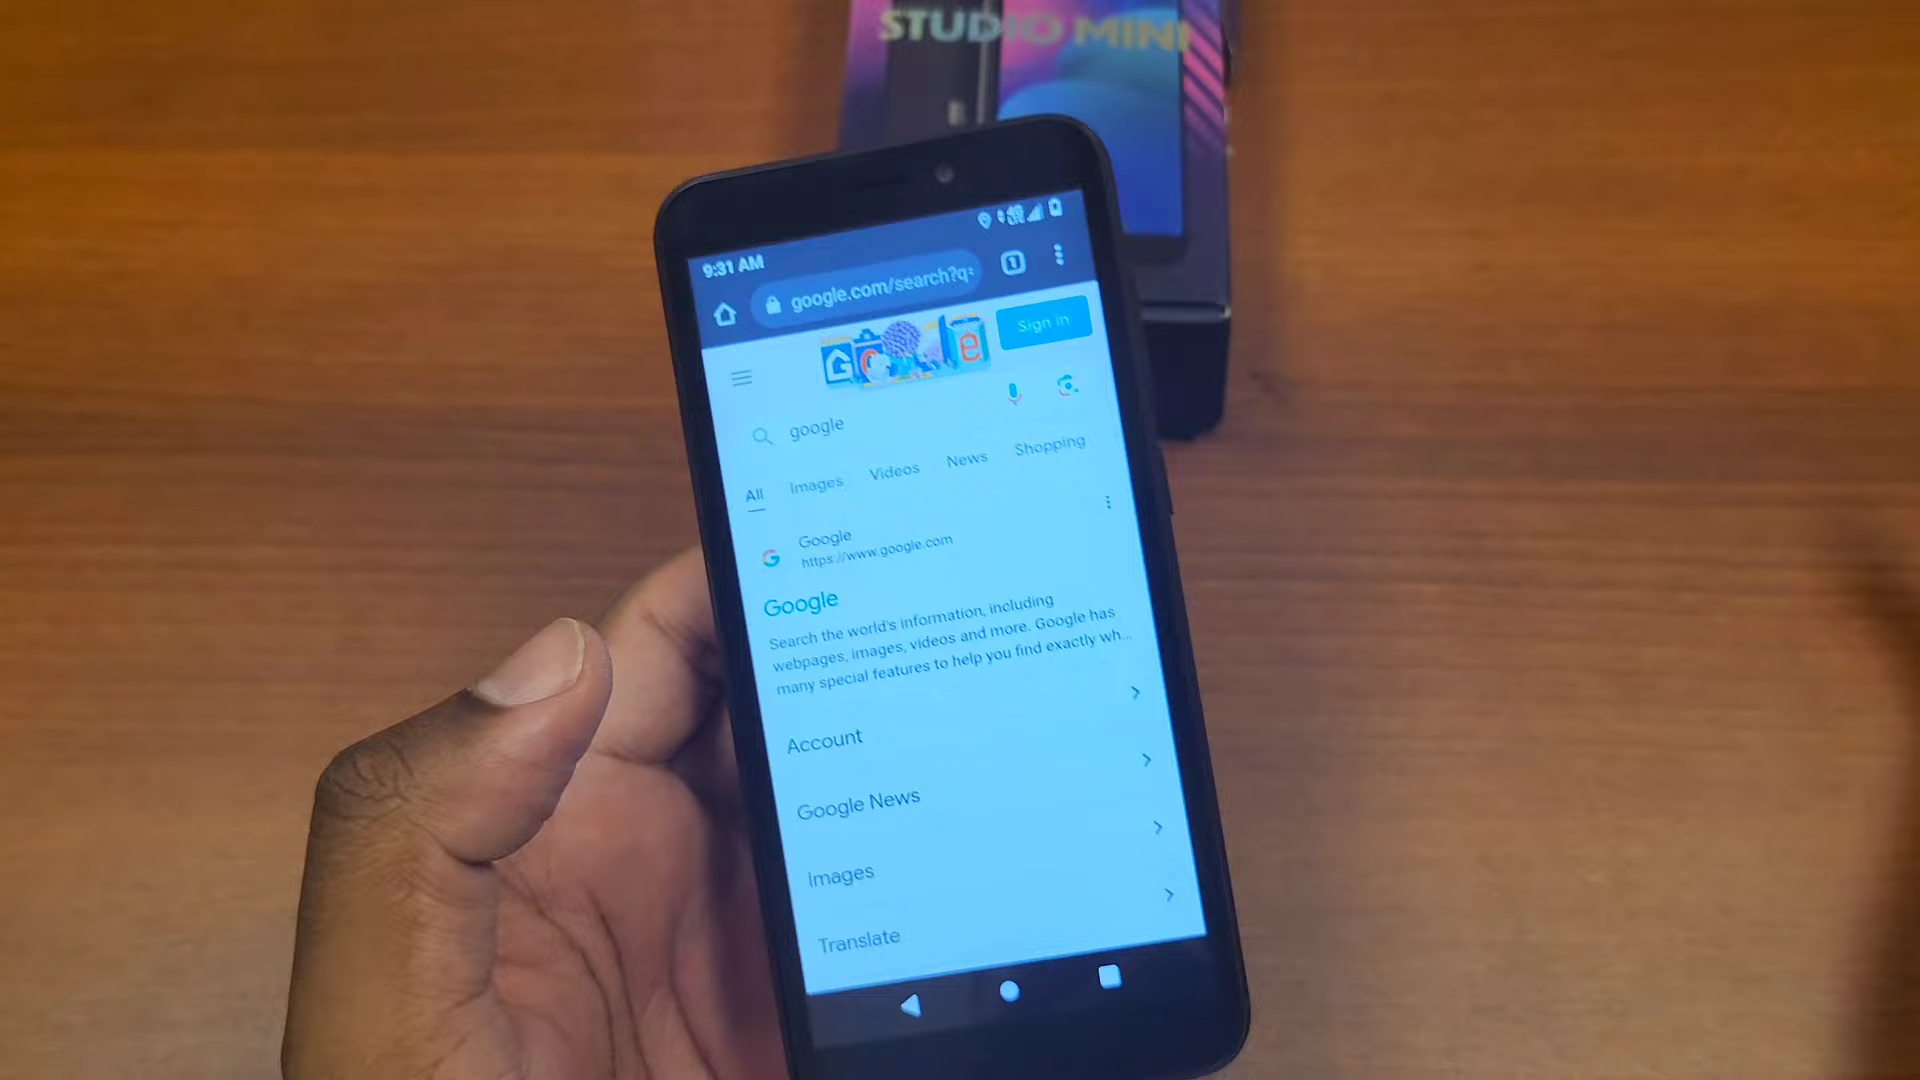 STUDIO MINI
9:31 AM
google.com/search?q=
1
Sign in
google
All Images Videos News Shopping
Google
https://www.google.com
Google
Search the world's information, including
webpages, images, videos and more. Google has
many special features to help you find exactly wh...
Account
Google News
Images
Translate